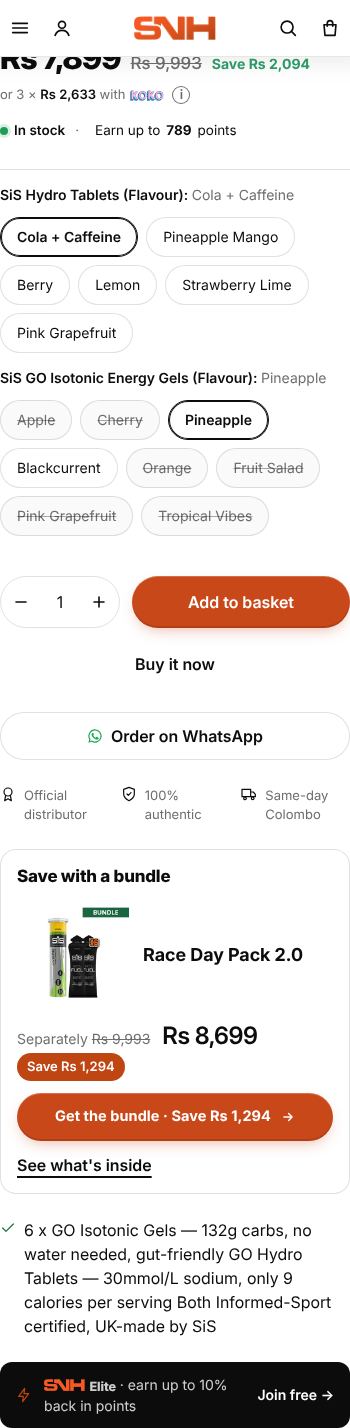 SNH
Rs 7,899 Rs 9,993 Save Rs 2,094
or 3 × Rs 2,633 with KOKO i
In stock · Earn up to 789 points
SiS Hydro Tablets (Flavour): Cola + Caffeine
Cola + Caffeine Pineapple Mango
Berry Lemon Strawberry Lime
Pink Grapefruit
SiS GO Isotonic Energy Gels (Flavour): Pineapple
Apple Cherry Pineapple
Blackcurrent Orange Fruit Salad
Pink Grapefruit Tropical Vibes
− 1 + Add to basket
Buy it now
Order on WhatsApp
Official distributor
100% authentic
Same-day Colombo
Save with a bundle
BUNDLE
SiS
Race Day Pack 2.0
Separately Rs 9,993 Rs 8,699
Save Rs 1,294
Get the bundle · Save Rs 1,294 →
See what's inside
6 x GO Isotonic Gels — 132g carbs, no
water needed, gut-friendly GO Hydro
Tablets — 30mmo/L sodium, only 9
calories per serving Both Informed-Sport
certified, UK-made by SiS
SNH Elite · earn up to 10%
back in points
Join free →